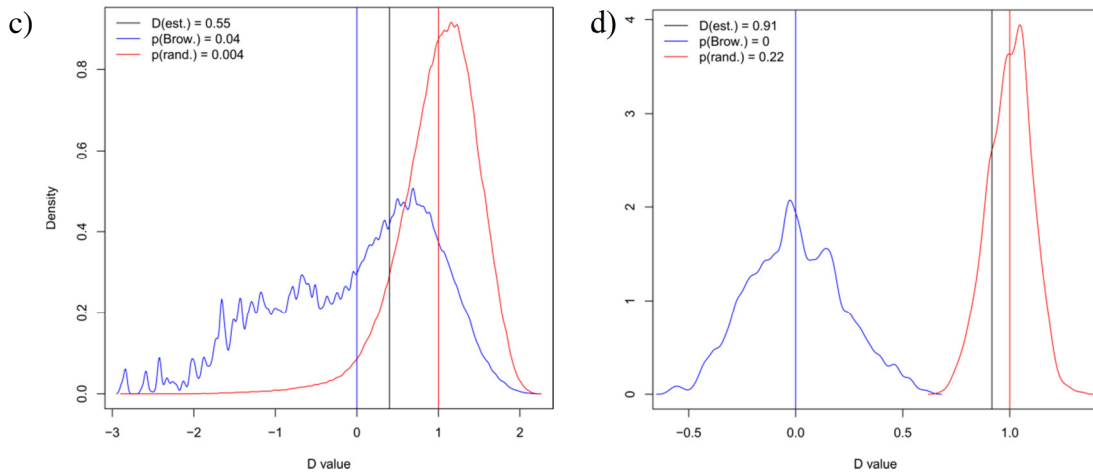 c)
D(est.) = 0.55
p(Brow.) = 0.04
p(rand.) = 0.004
Density
0.0
0.2
0.4
0.6
0.8
−3
−2
−1
0
1
2
D value
d)
D(est.) = 0.91
p(Brow.) = 0
p(rand.) = 0.22
0
1
2
3
4
−0.5
0.0
0.5
1.0
D value